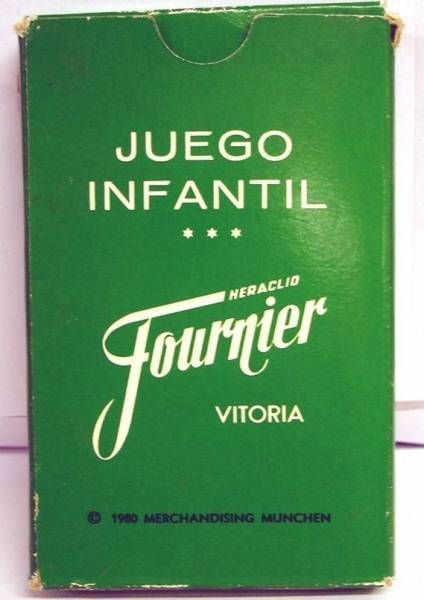 JUEGO
INFANTIL
***
HERACLIO
Fournier
VITORIA
© 1980 MERCHANDISING MUNCHEN